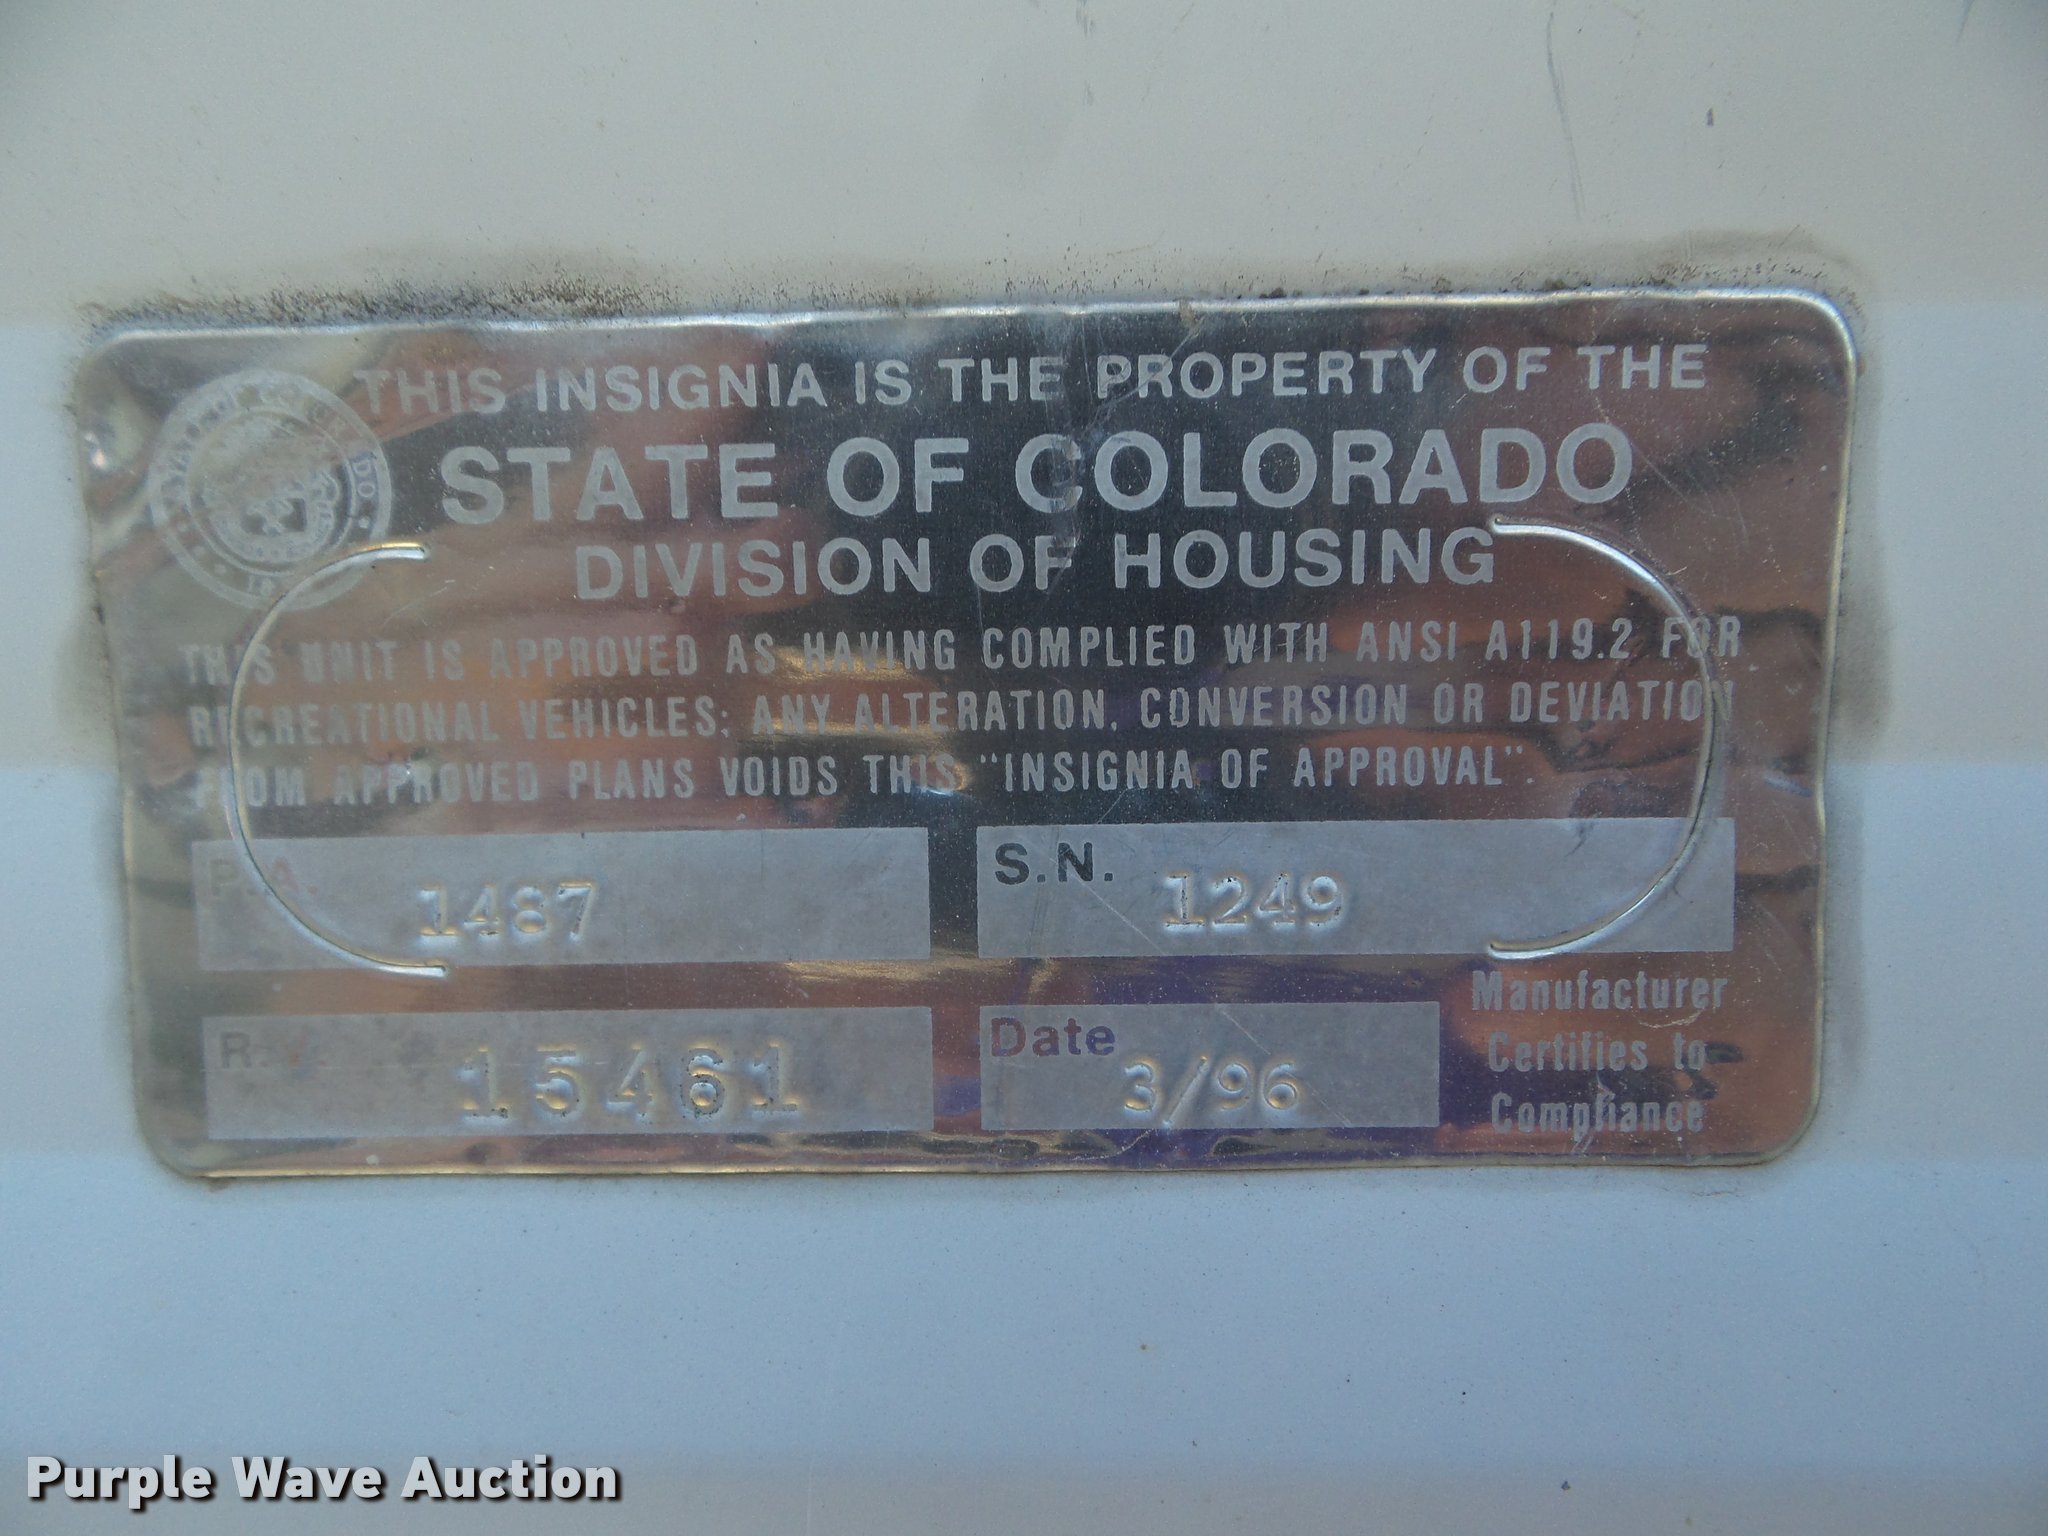 THIS INSIGNIA IS THE PROPERTY OF THE
STATE OF COLORADO
DIVISION OF HOUSING
THIS UNIT IS APPROVED AS HAVING COMPLIED WITH ANSI A119.2 FOR
RECREATIONAL VEHICLES; ANY ALTERATION, CONVERSION OR DEVIATION
FROM APPROVED PLANS VOIDS THIS "INSIGNIA OF APPROVAL".
P.A. 1487
S.N. 1249
R.V. 15461
Date 3/96
Manufacturer
Certifies to
Compliance
Purple Wave Auction